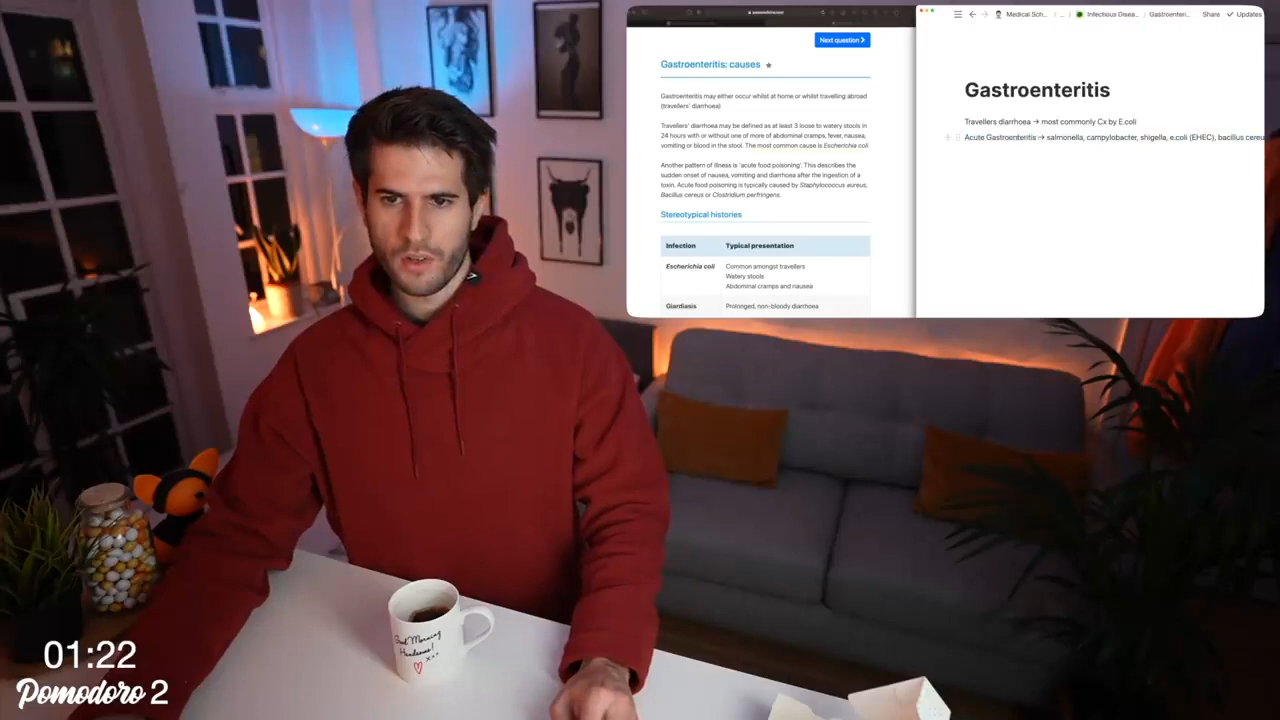 Next question
Gastroenteritis: causes
Gastroenteritis may either occur whilst at home or whilst travelling abroad
(travellers' diarrhoea)
Travellers' diarrhoea may be defined as at least 3 loose to watery stools in
24 hours with or without one of more of abdominal cramps, fever, nausea,
vomiting or blood in the stool. The most common cause is Escherichia coli
Another pattern of illness is 'acute food poisoning'. This describes the
sudden onset of nausea, vomiting and diarrhoea after the ingestion of a
toxin. Acute food poisoning is typically caused by Staphylococcus aureus,
Bacillus cereus or Clostridium perfringens.
Stereotypical histories
Infection Typical presentation
Escherichia coli Common amongst travellers
Watery stools
Abdominal cramps and nausea
Giardiasis Prolonged, non-bloody diarrhoea
Medical Sch... / ... / Infectious Disea... / Gastroenteri... Share Updates
Gastroenteritis
Travellers diarrhoea → most commonly Cx by E.coli
Acute Gastroenteritis → salmonella, campylobacter, shigella, e.coli (EHEC), bacillus cereu
Good Morning
Handsome!
xxx
01:22
Pomodoro 2